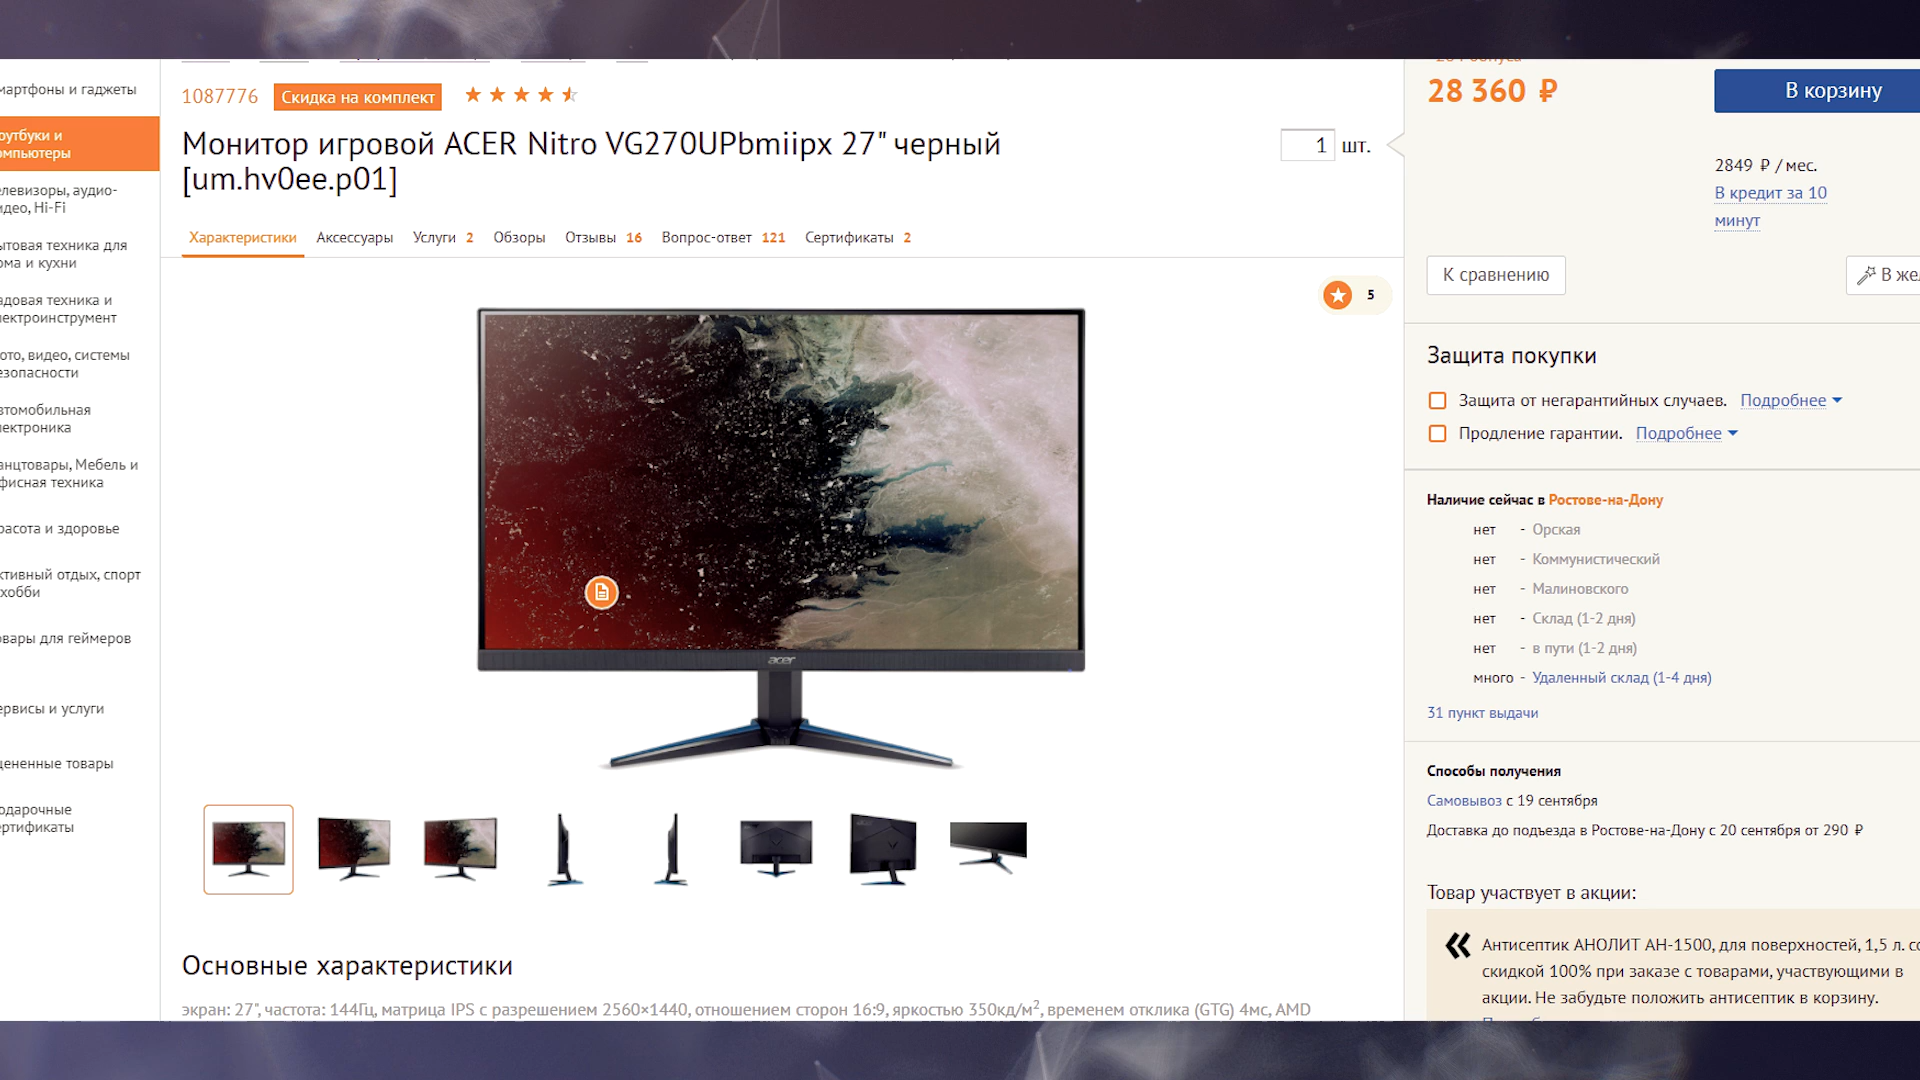 мартфоны и гаджеты
оутбуки и
омпьютеры
елевизоры, аудио-
идео, Hi-Fi
ытовая техника для
ома и кухни
адовая техника и
лектроинструмент
ото, видео, системы
езопасности
втомобильная
лектроника
анцтовары, Мебель и
фисная техника
расота и здоровье
ктивный отдых, спорт
хобби
овары для геймеров
ервисы и услуги
цененные товары
одарочные
ертификаты
1087776 Скидка на комплект
Монитор игровой ACER Nitro VG270UPbmiipx 27" черный
[um.hv0ee.p01]
1 шт.
Характеристики Аксессуары Услуги 2 Обзоры Отзывы 16 Вопрос-ответ 121 Сертификаты 2
5
acer
Основные характеристики
экран: 27", частота: 144Гц, матрица IPS с разрешением 2560×1440, отношением сторон 16:9, яркостью 350кд/м², временем отклика (GTG) 4мс, AMD
28 360 ₽
В корзину
2849 ₽ / мес.
В кредит за 10
минут
К сравнению
В жел
Защита покупки
Защита от негарантийных случаев. Подробнее
Продление гарантии. Подробнее
Наличие сейчас в Ростове-на-Дону
нет - Орская
нет - Коммунистический
нет - Малиновского
нет - Склад (1-2 дня)
нет - в пути (1-2 дня)
много - Удаленный склад (1-4 дня)
31 пункт выдачи
Способы получения
Самовывоз с 19 сентября
Доставка до подъезда в Ростове-на-Дону с 20 сентября от 290 ₽
Товар участвует в акции:
Антисептик АНОЛИТ АН-1500, для поверхностей, 1,5 л. со
скидкой 100% при заказе с товарами, участвующими в
акции. Не забудьте положить антисептик в корзину.